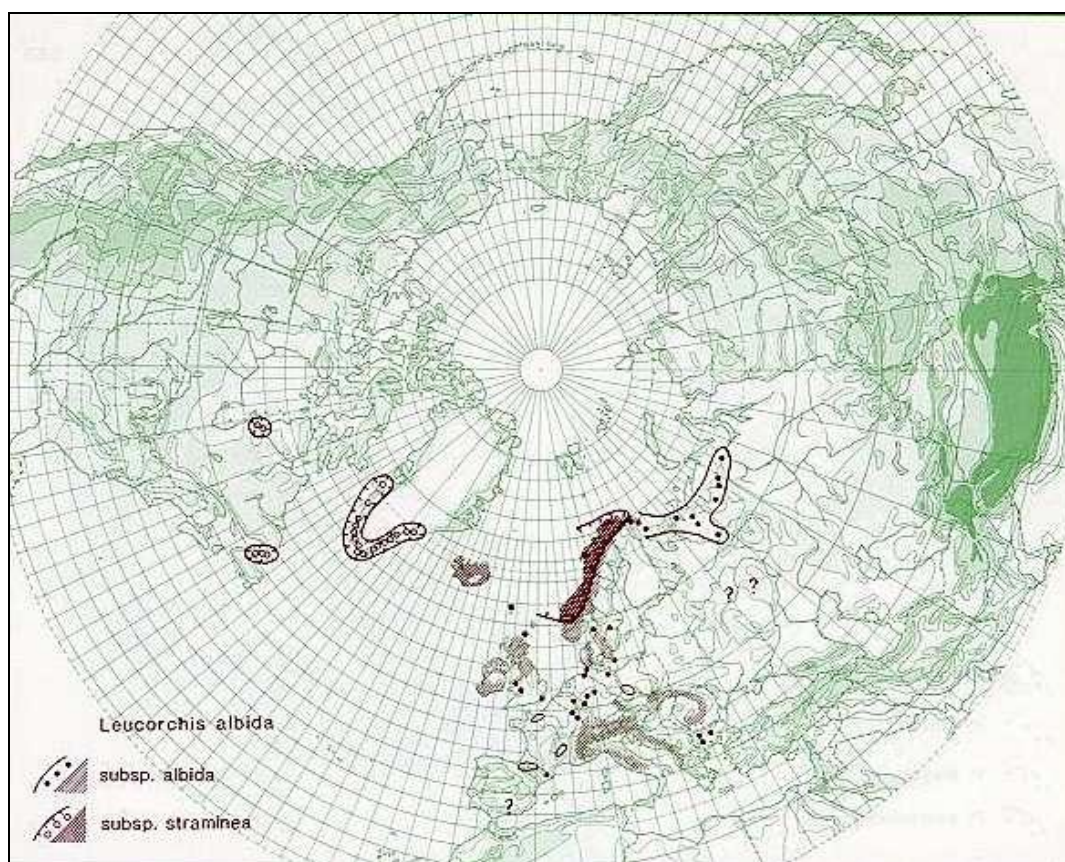 ? ?
Leucorchis albida
subsp. albida
?
subsp. straminea